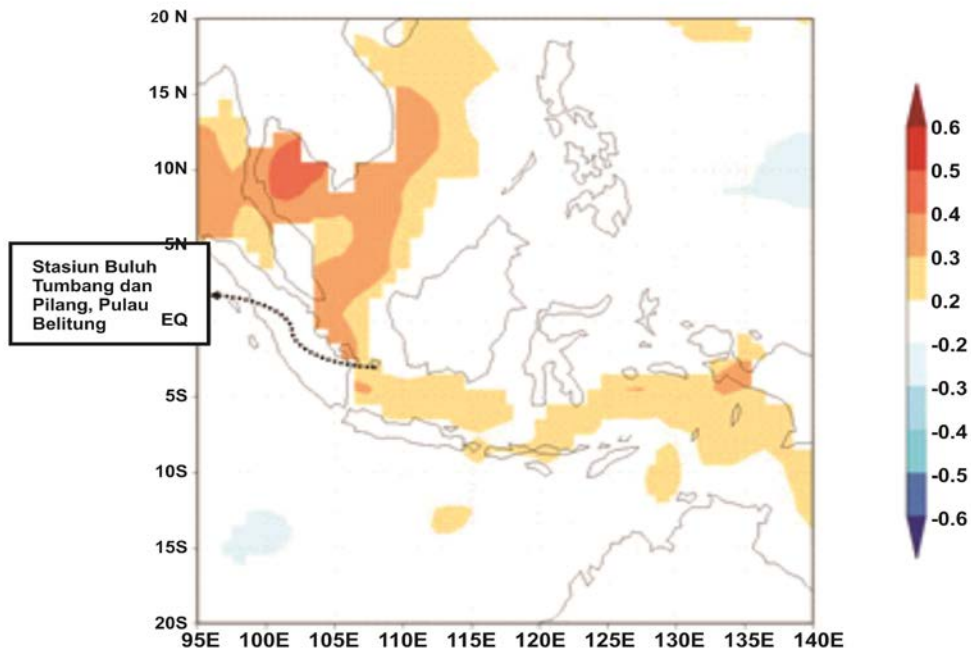 20 N
15 N
10N
5N
EQ
5S
10S
15S
20S
95E 100E 105E 110E 115E 120E 125E 130E 135E 140E
Stasiun Buluh
Tumbang dan
Pilang, Pulau
Belitung
0.6
0.5
0.4
0.3
0.2
-0.2
-0.3
-0.4
-0.5
-0.6